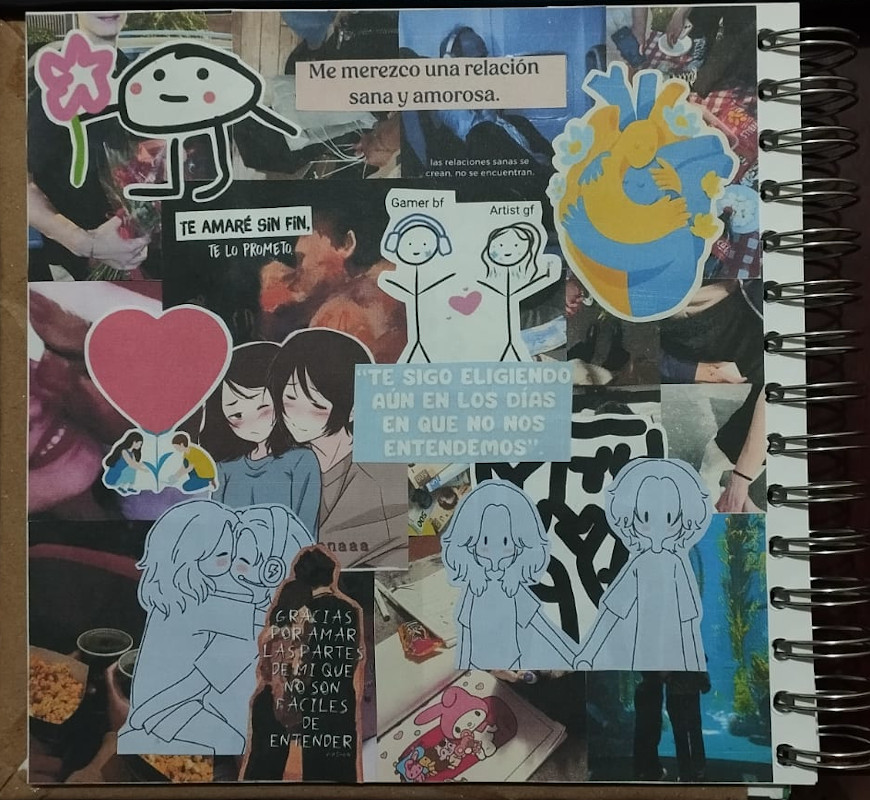 Me merezco una relación
sana y amorosa.
las relaciones sanas se
crean, no se encuentran.
TE AMARÉ SIN FIN,
TE LO PROMETO
Gamer bf
Artist gf
“TE SIGO ELIGIENDO
AÚN EN LOS DÍAS
EN QUE NO NOS
ENTENDEMOS”.
GRACIAS
POR AMAR
LAS PARTES
DE MI QUE
NO SON
FÁCILES
DE
ENTENDER